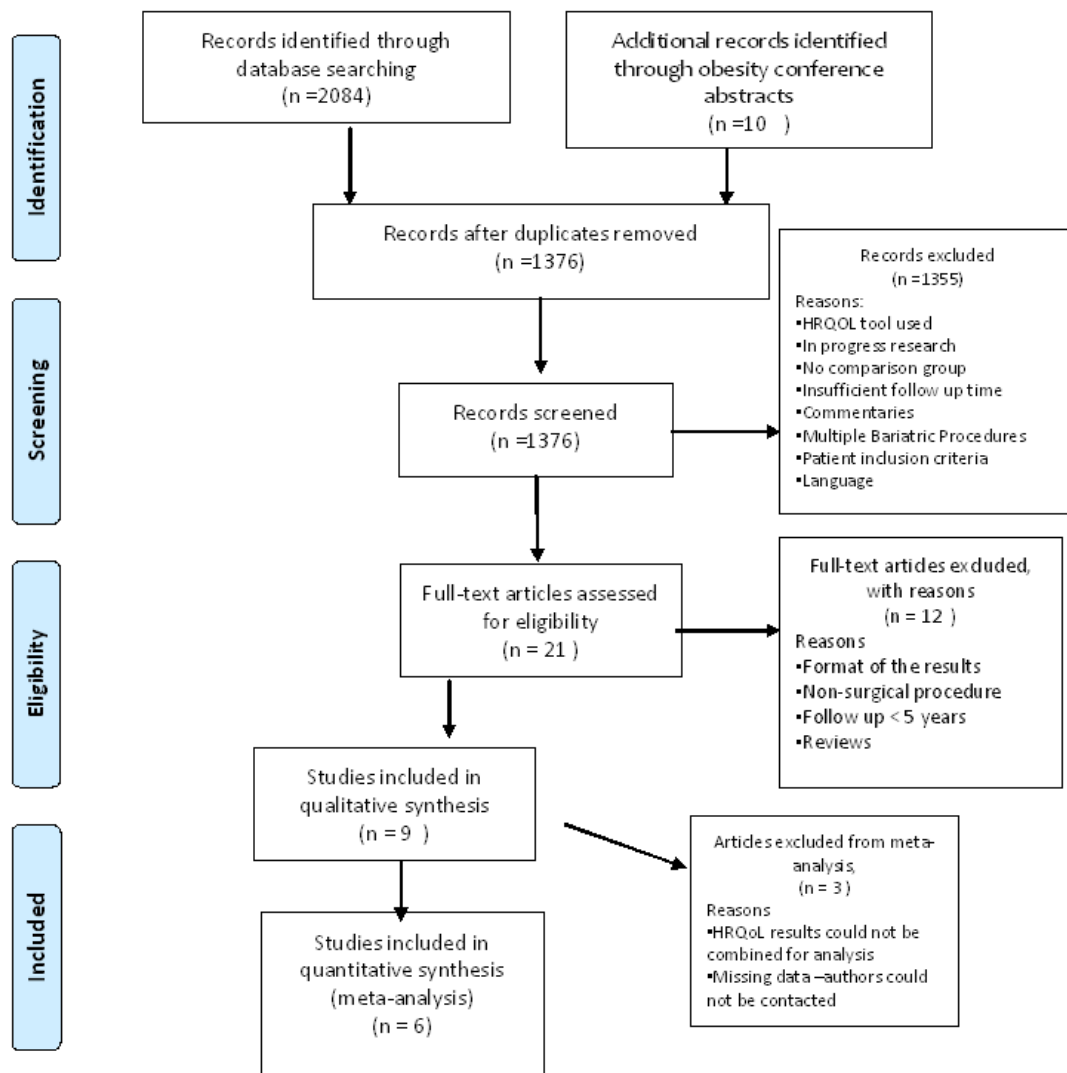 Identification
Records identified through
database searching
(n =2084)
Additional records identified
through obesity conference
abstracts
(n =10  )
Records after duplicates removed
(n =1376)
Records excluded
(n =1355)
Reasons:
▪HRQOL tool used
▪In progress research
▪No comparison group
▪Insufficient follow up time
▪Commentaries
▪Multiple Bariatric Procedures
▪Patient inclusion criteria
▪Language
Screening
Records screened
(n =1376)
Eligibility
Full-text articles assessed
for eligibility
(n = 21 )
Full-text articles excluded,
with reasons
(n = 12 )
Reasons
▪Format of the results
▪Non-surgical procedure
▪Follow up < 5 years
▪Reviews
Studies included in
qualitative synthesis
(n = 9  )
Included
Articles excluded from meta-
analysis,
(n = 3 )
Reasons
▪HRQoL results could not be
combined for analysis
▪Missing data –authors could
not be contacted
Studies included in
quantitative synthesis
(meta-analysis)
(n = 6)